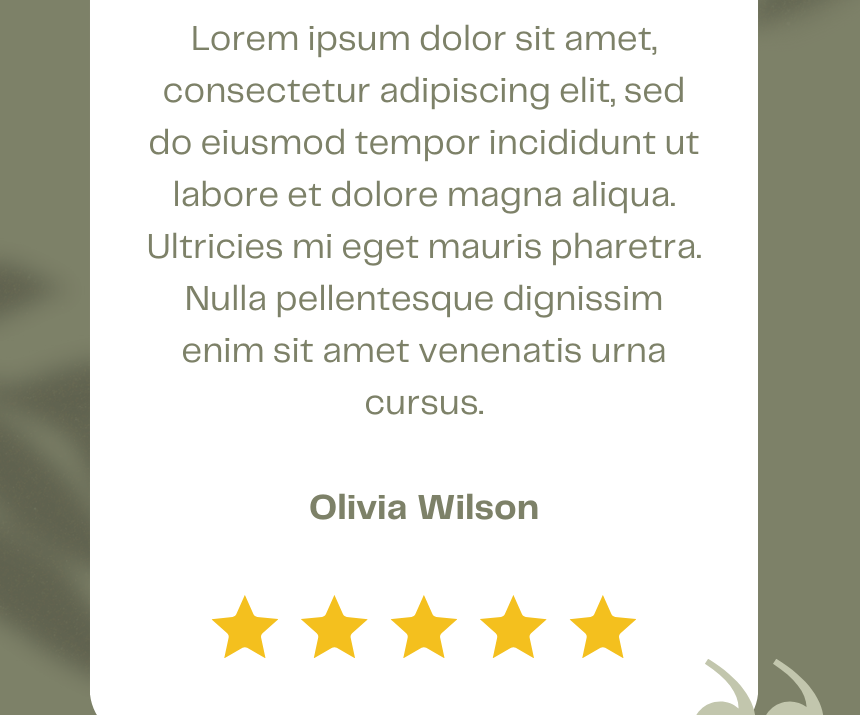 Lorem ipsum dolor sit amet,
consectetur adipiscing elit, sed
do eiusmod tempor incididunt ut
labore et dolore magna aliqua.
Ultricies mi eget mauris pharetra.
Nulla pellentesque dignissim
enim sit amet venenatis urna
cursus.
Olivia Wilson